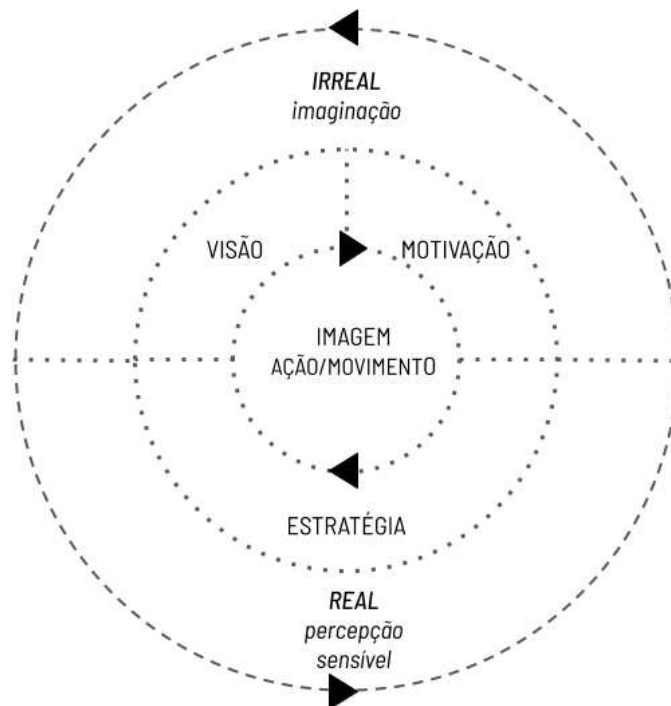 IRREAL
imaginação
VISÃO
MOTIVAÇÃO
IMAGEM
AÇÃO/MOVIMENTO
ESTRATÉGIA
REAL
percepção
sensível